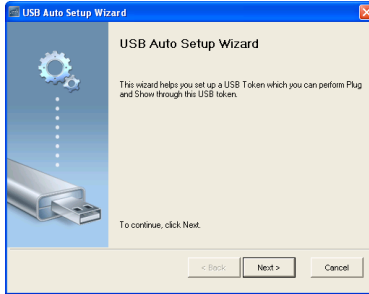 USB Auto Setup Wizard
USB Auto Setup Wizard
This wizard helps you set up a USB Token which you can perform Plug
and Show through this USB token.
To continue, click Next.
< Back
Next >
Cancel